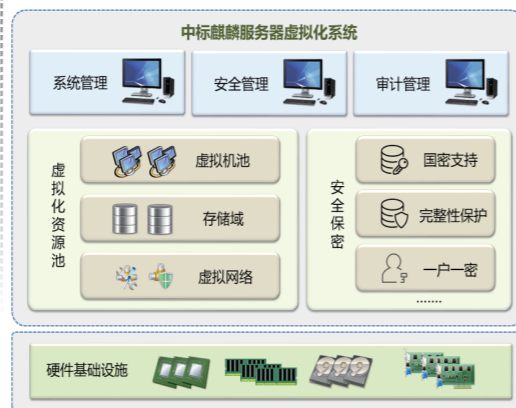 中标麒麟服务器虚拟化系统
系统管理
安全管理
审计管理
虚拟化资源池
虚拟机池
存储域
虚拟网络
安全保密
国密支持
完整性保护
一户一密
.......
硬件基础设施